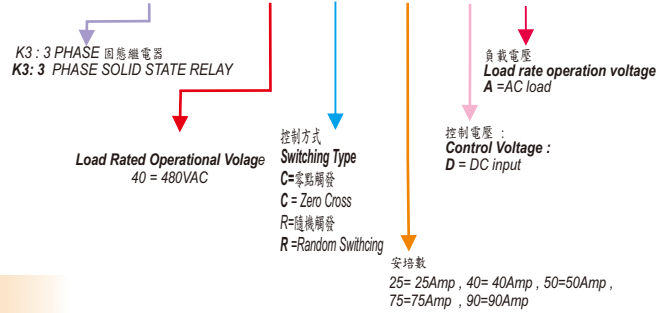 K3 : 3 PHASE 固態繼電器
K3: 3 PHASE SOLID STATE RELAY
Load Rated Operational Volage
40 = 480VAC
控制方式
Switching Type
C=零點觸發
C = Zero Cross
R=隨機觸發
R =Random Swithcing
安培數
25= 25Amp , 40= 40Amp , 50=50Amp ,
75=75Amp , 90=90Amp
控制電壓 :
Control Voltage :
D = DC input
負載電壓
Load rate operation voltage
A =AC load